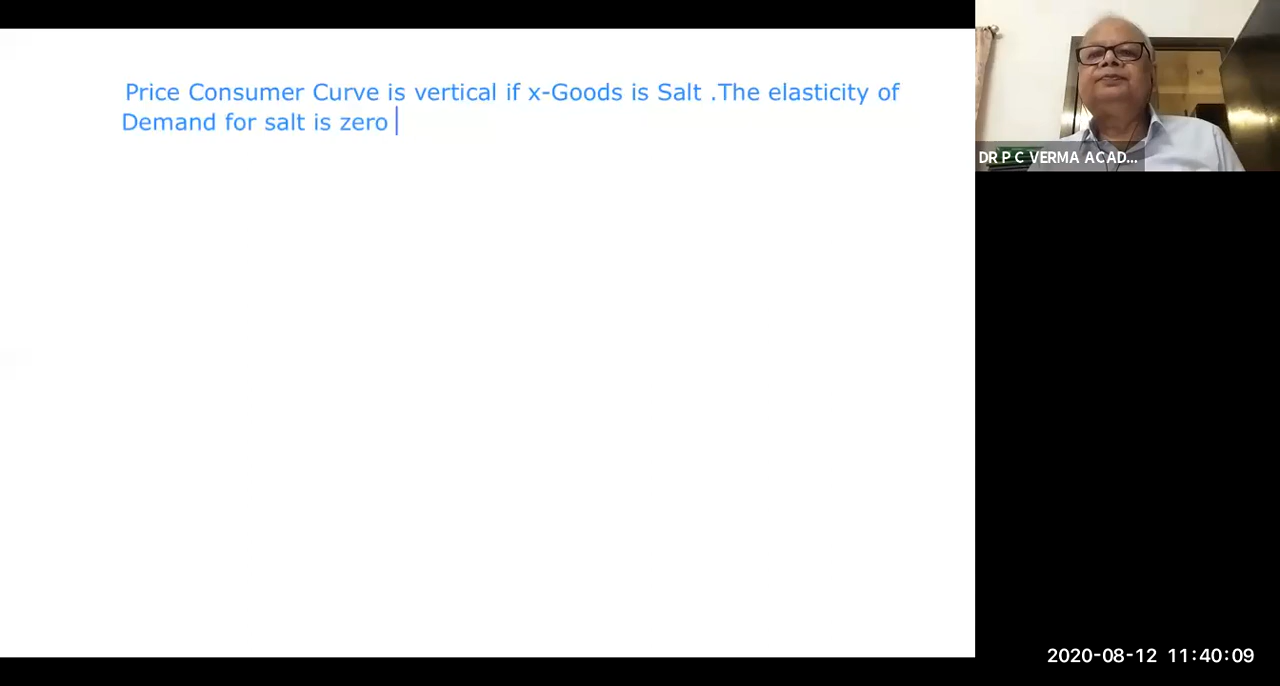 Price Consumer Curve is vertical if x-Goods is Salt .The elasticity of
Demand for salt is zero
DR P C VERMA ACAD...
2020-08-12 11:40:09